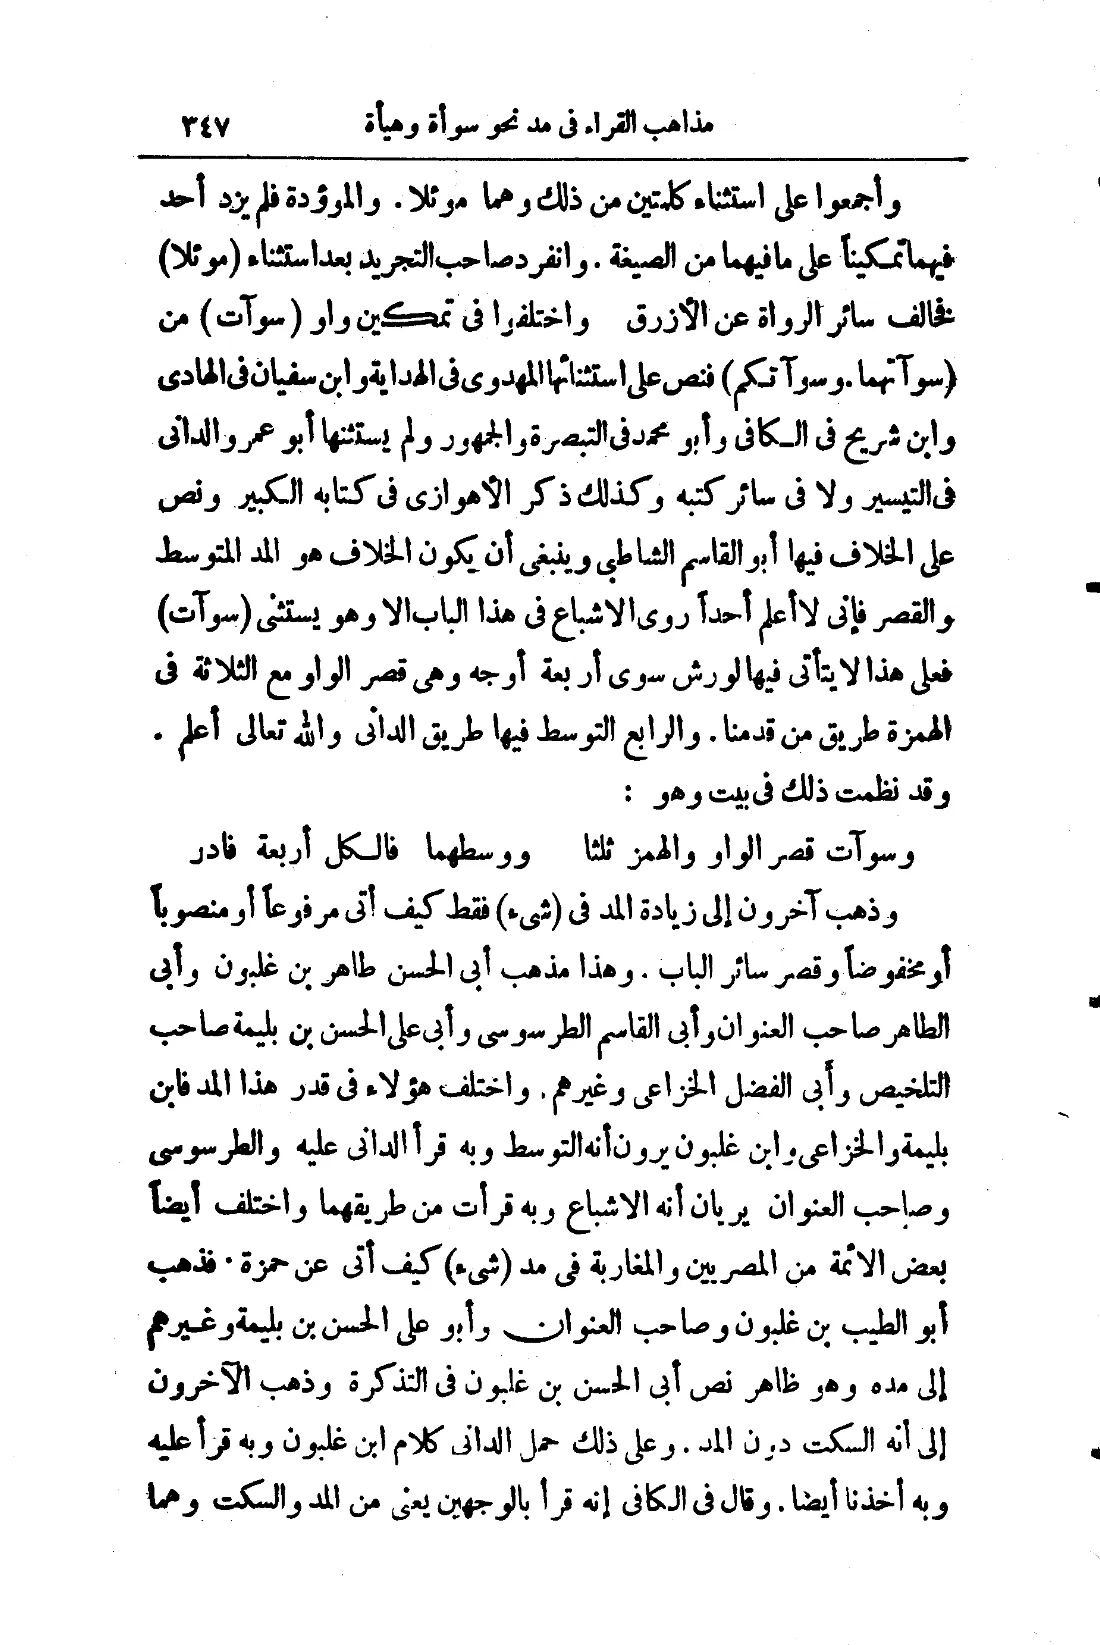 مذاهب القراء فى مد نحو سوأة وهيأة ٣٤٧
وأجمعوا على استثناء كلمتين من ذلك وهما موئلا. والموؤدة فلم يزد أحد
فيهما تمكيناً على ما فيهما من الصيغة. وانفرد صاحب التجريد بعد استثناء (موئلا)
فخالف سائر الرواة عن الأزرق واختلفوا فى تمكين واو (سوآت) من
(سوآتهما. وسوآتكم) فنص على استثنائها المهدوى فى الهداية وابن سفيان فى الهادى
وابن شريح فى الكافى وأبو محمد فى التبصرة والجمهور ولم يستثنها أبو عمرو الدانى
فى التيسير ولا فى سائر كتبه وكذلك ذكر الأهوازى فى كتابه الكبير ونص
على الخلاف فيها أبو القاسم الشاطبى وينبغى أن يكون الخلاف هو المد المتوسط
والقصر فإنى لا أعلم أحداً روى الاشباع فى هذا الباب الا وهو يستثنى (سوآت)
فعلى هذا لا يتأتى فيها لورش سوى أربعة أوجه وهى قصر الواو مع الثلاثة فى
الهمزة طريق من قدمنا. والرابع التوسط فيها طريق الدانى والله تعالى أعلم.
وقد نظمت ذلك فى بيت وهو :
وسوآت قصر الواو والهمز ثلثا ووسطهما فالكل أربعة فادر
وذهب آخرون إلى زيادة المد فى (شىء) فقط كيف أتى مرفوعاً أو منصوباً
أو مخفوضاً وقصر سائر الباب. وهذا مذهب أبى الحسن طاهر بن غلبون وأبى
الطاهر صاحب العنوان وأبى القاسم الطرسوسى وأبى على الحسن بن بليمة صاحب
التلخيص وأبى الفضل الخزاعى وغيرهم. واختلف هؤلاء فى قدر هذا المد فابن
بليمة والخزاعى وابن غلبون يرون أنه التوسط وبه قرأ الدانى عليه والطرسوسى
وصاحب العنوان يريان أنه الاشباع وبه قرأت من طريقهما واختلف أيضاً
بعض الائمة من المصريين والمغاربة فى مد (شىء) كيف أتى عن حمزة. فذهب
أبو الطيب بن غلبون وصاحب العنوان وأبو على الحسن بن بليمة وغيرهم
إلى مده وهو ظاهر نص أبى الحسن بن غلبون فى التذكرة وذهب الآخرون
إلى أنه السكت دون المد. وعلى ذلك حمل الدانى كلام ابن غلبون وبه قرأ عليه
وبه أخذنا أيضا. وقال فى الكافى إنه قرأ بالوجهين يعنى من المد والسكت وهما